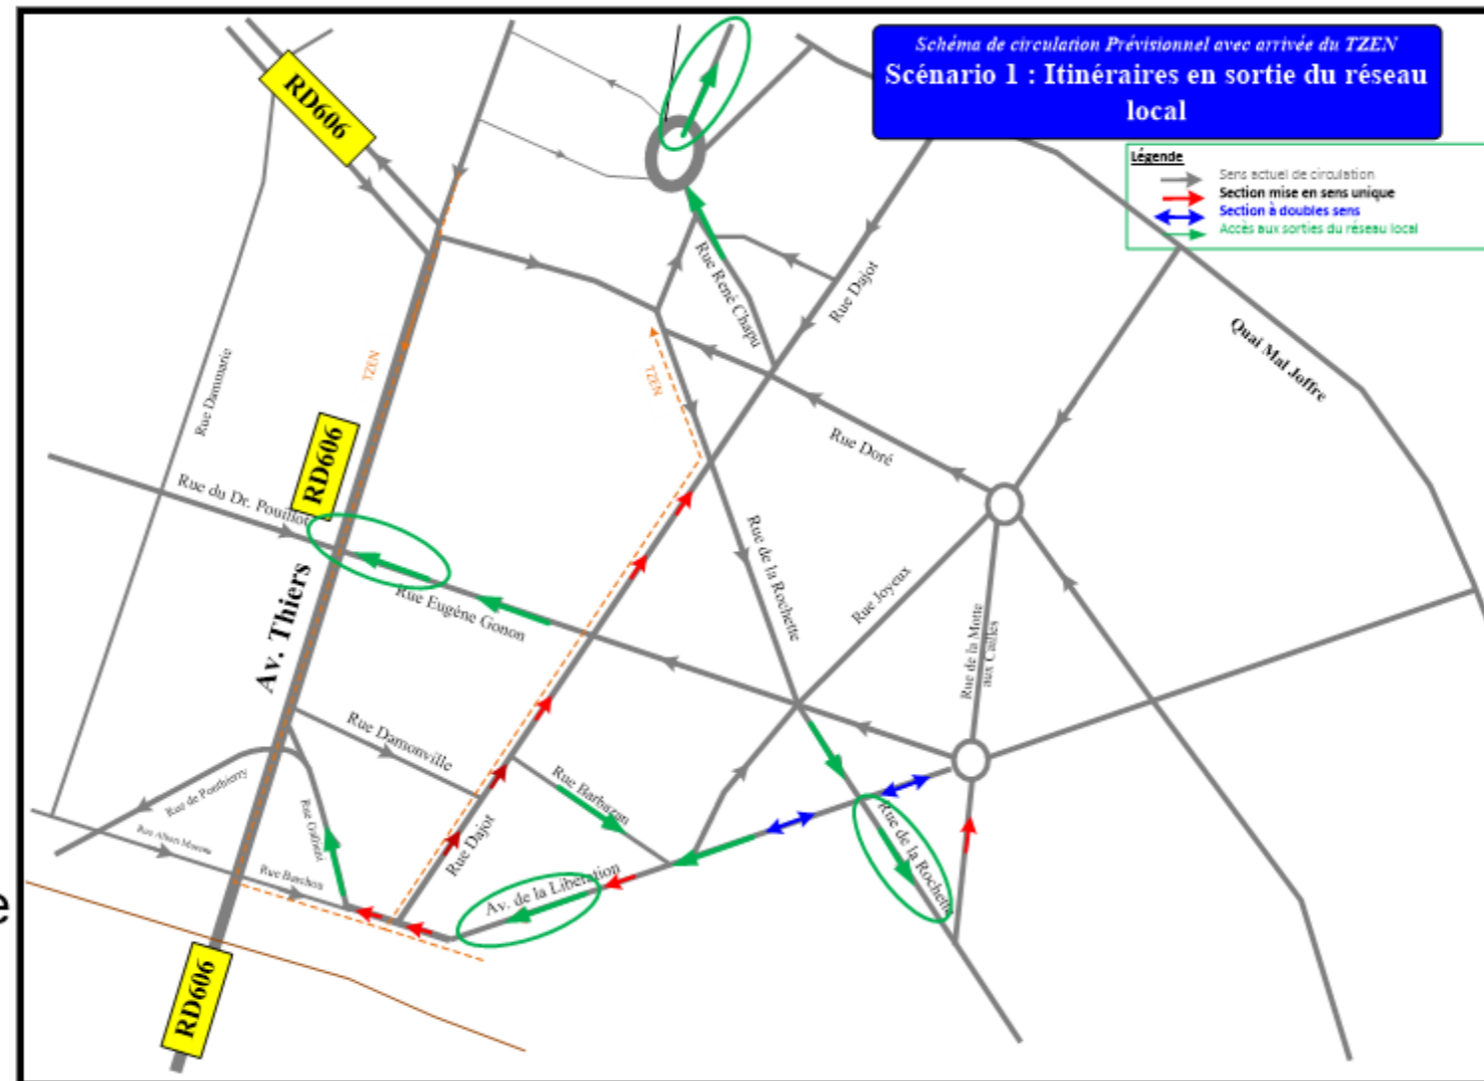 Schéma de circulation Prévisionnel avec arrivée du TZEN
Scénario 1 : Itinéraires en sortie du réseau
local
Légende
Sens actuel de circulation
Section mise en sens unique
Section à doubles sens
Accès aux sorties du réseau local
RD606
Rue René Chapu
Rue Dajot
Quai Mal Joffre
Rue Dammarie
TZEN
TZEN
RD606
Rue Doré
Rue du Dr. Pouillot
Rue de la Rochette
Rue Joyeux
Rue Eugène Gonon
Av. Thiers
Rue de la Motte
aux Cailles
Rue Damonville
Rue de Ponthierry
Rue Barbazan
Rue Dajot
Rue Barchon
Av. de la Libération
Rue de la Rochette
e
RD606